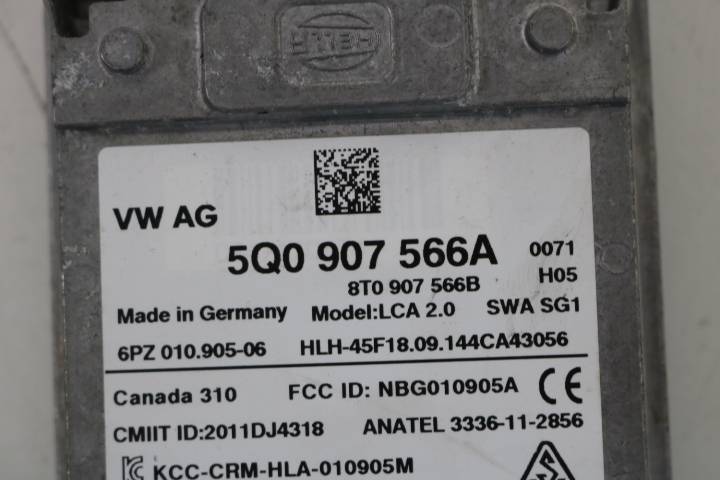 HELLA
VW AG
5Q0 907 566A 0071
8T0 907 566B H05
Made in Germany Model:LCA 2.0 SWA SG1
6PZ 010.905-06 HLH-45F18.09.144CA43056
Canada 310 FCC ID: NBG010905A CE
CMIIT ID:2011DJ4318 ANATEL 3336-11-2856
KCC-CRM-HLA-010905M